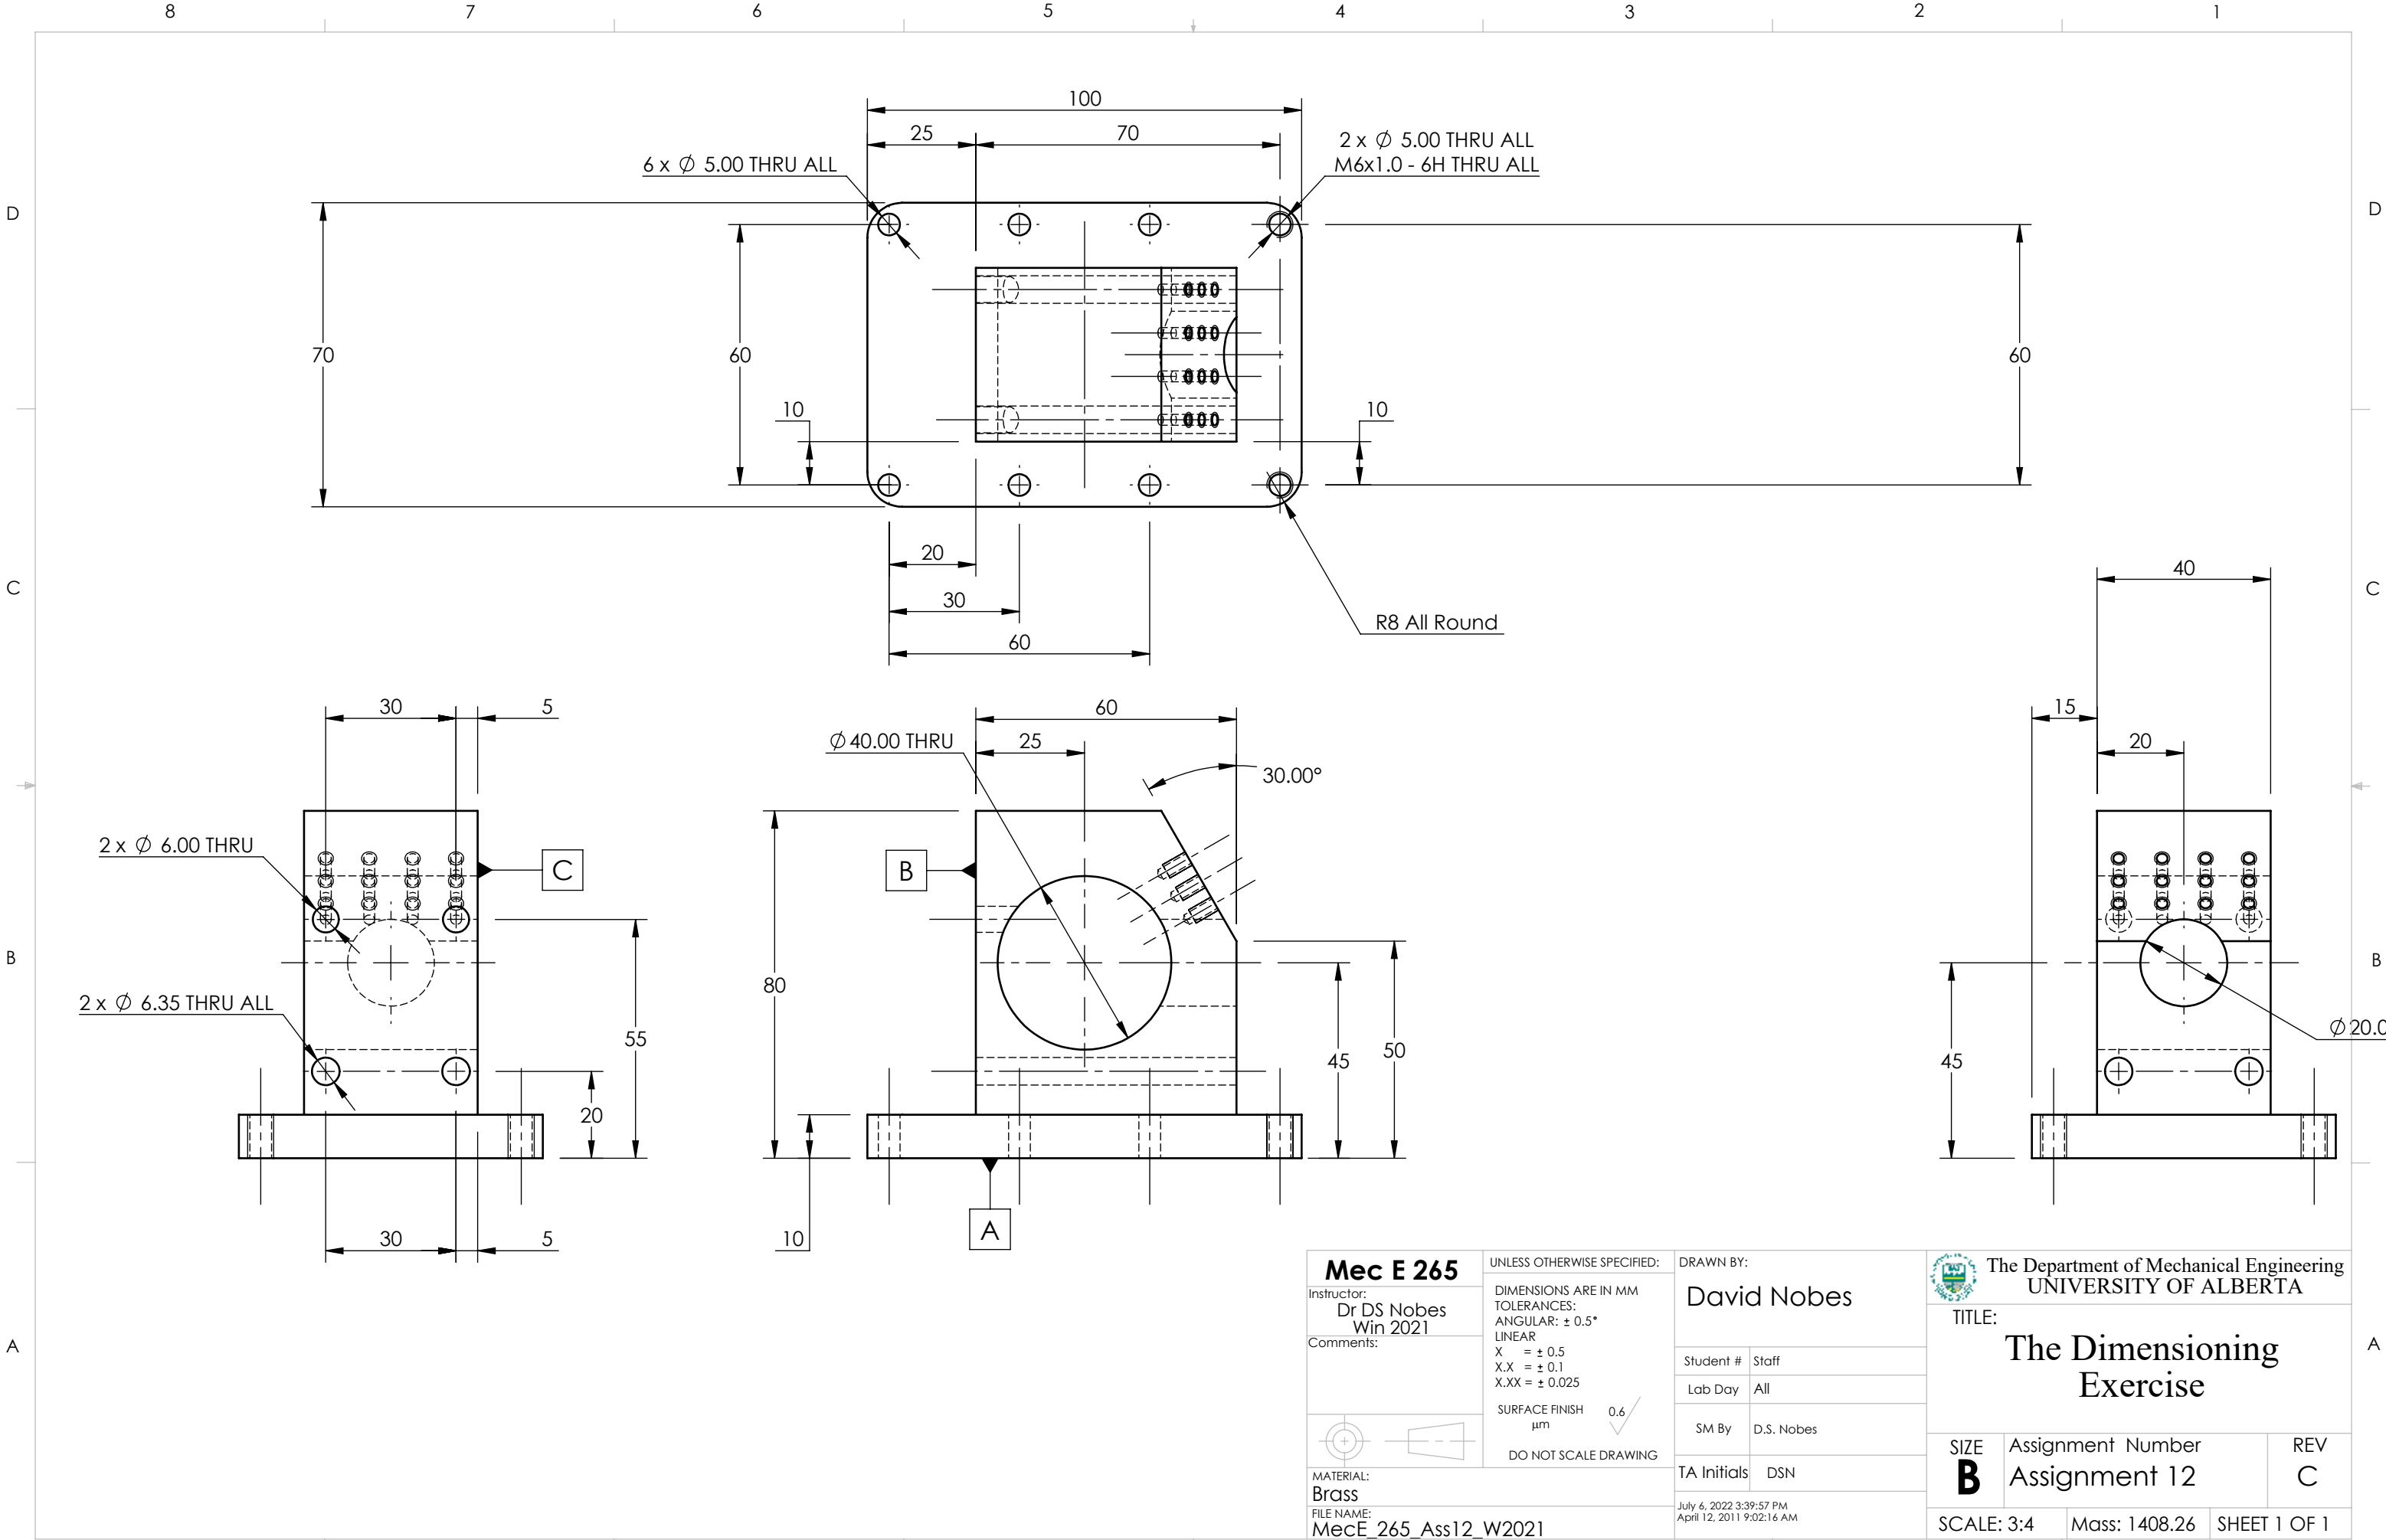 8 7 6 5 4 3 2 1
100
25 70
6 x ∅ 5.00 THRU ALL
2 x ∅ 5.00 THRU ALL
M6x1.0 - 6H THRU ALL
D D
70 60 60
10 10
20
30
60
R8 All Round
C C
40
15
20
30 5
60
25
∅40.00 THRU
30.00°
2 x ∅ 6.00 THRU
C
B
B B
80
2 x ∅ 6.35 THRU ALL
55
20
45 50
45
∅20.0
30 5
10
A
A A
Mec E 265
Instructor:
Dr DS Nobes
Win 2021
Comments:
UNLESS OTHERWISE SPECIFIED:
DIMENSIONS ARE IN MM
TOLERANCES:
ANGULAR: ± 0.5°
LINEAR
X = ± 0.5
X.X = ± 0.1
X.XX = ± 0.025
SURFACE FINISH 0.6
μm
DO NOT SCALE DRAWING
MATERIAL:
Brass
FILE NAME:
MecE_265_Ass12_W2021
DRAWN BY:
David Nobes
Student # Staff
Lab Day All
SM By D.S. Nobes
TA Initials DSN
July 6, 2022 3:39:57 PM
April 12, 2011 9:02:16 AM
The Department of Mechanical Engineering
UNIVERSITY OF ALBERTA
TITLE:
The Dimensioning
Exercise
SIZE
B
Assignment Number
Assignment 12
REV
C
SCALE: 3:4 Mass: 1408.26 SHEET 1 OF 1